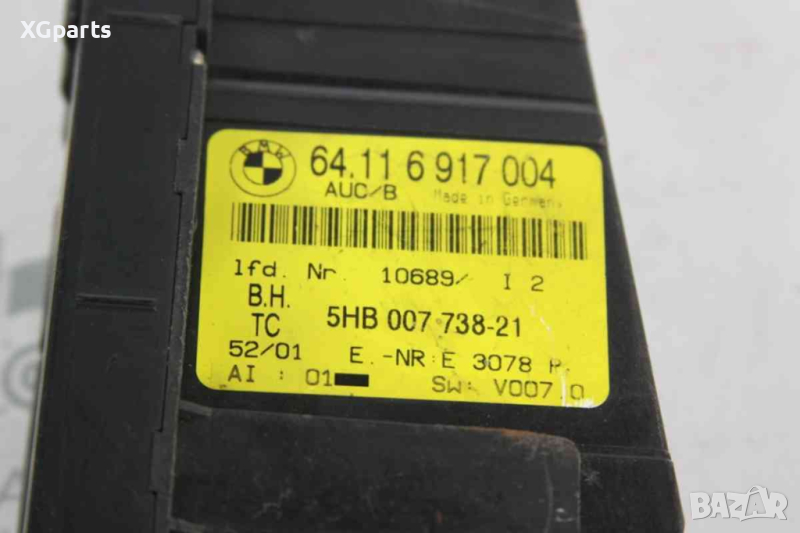 XGparts
BMW
64.11 6 917 004
AUC/B Made in Germany
lfd. Nr. 10689/ I 2
B.H.
TC 5HB 007 738-21
52/01 E.-NR:E 3078
AI : 01 SW: V007
BAZAR